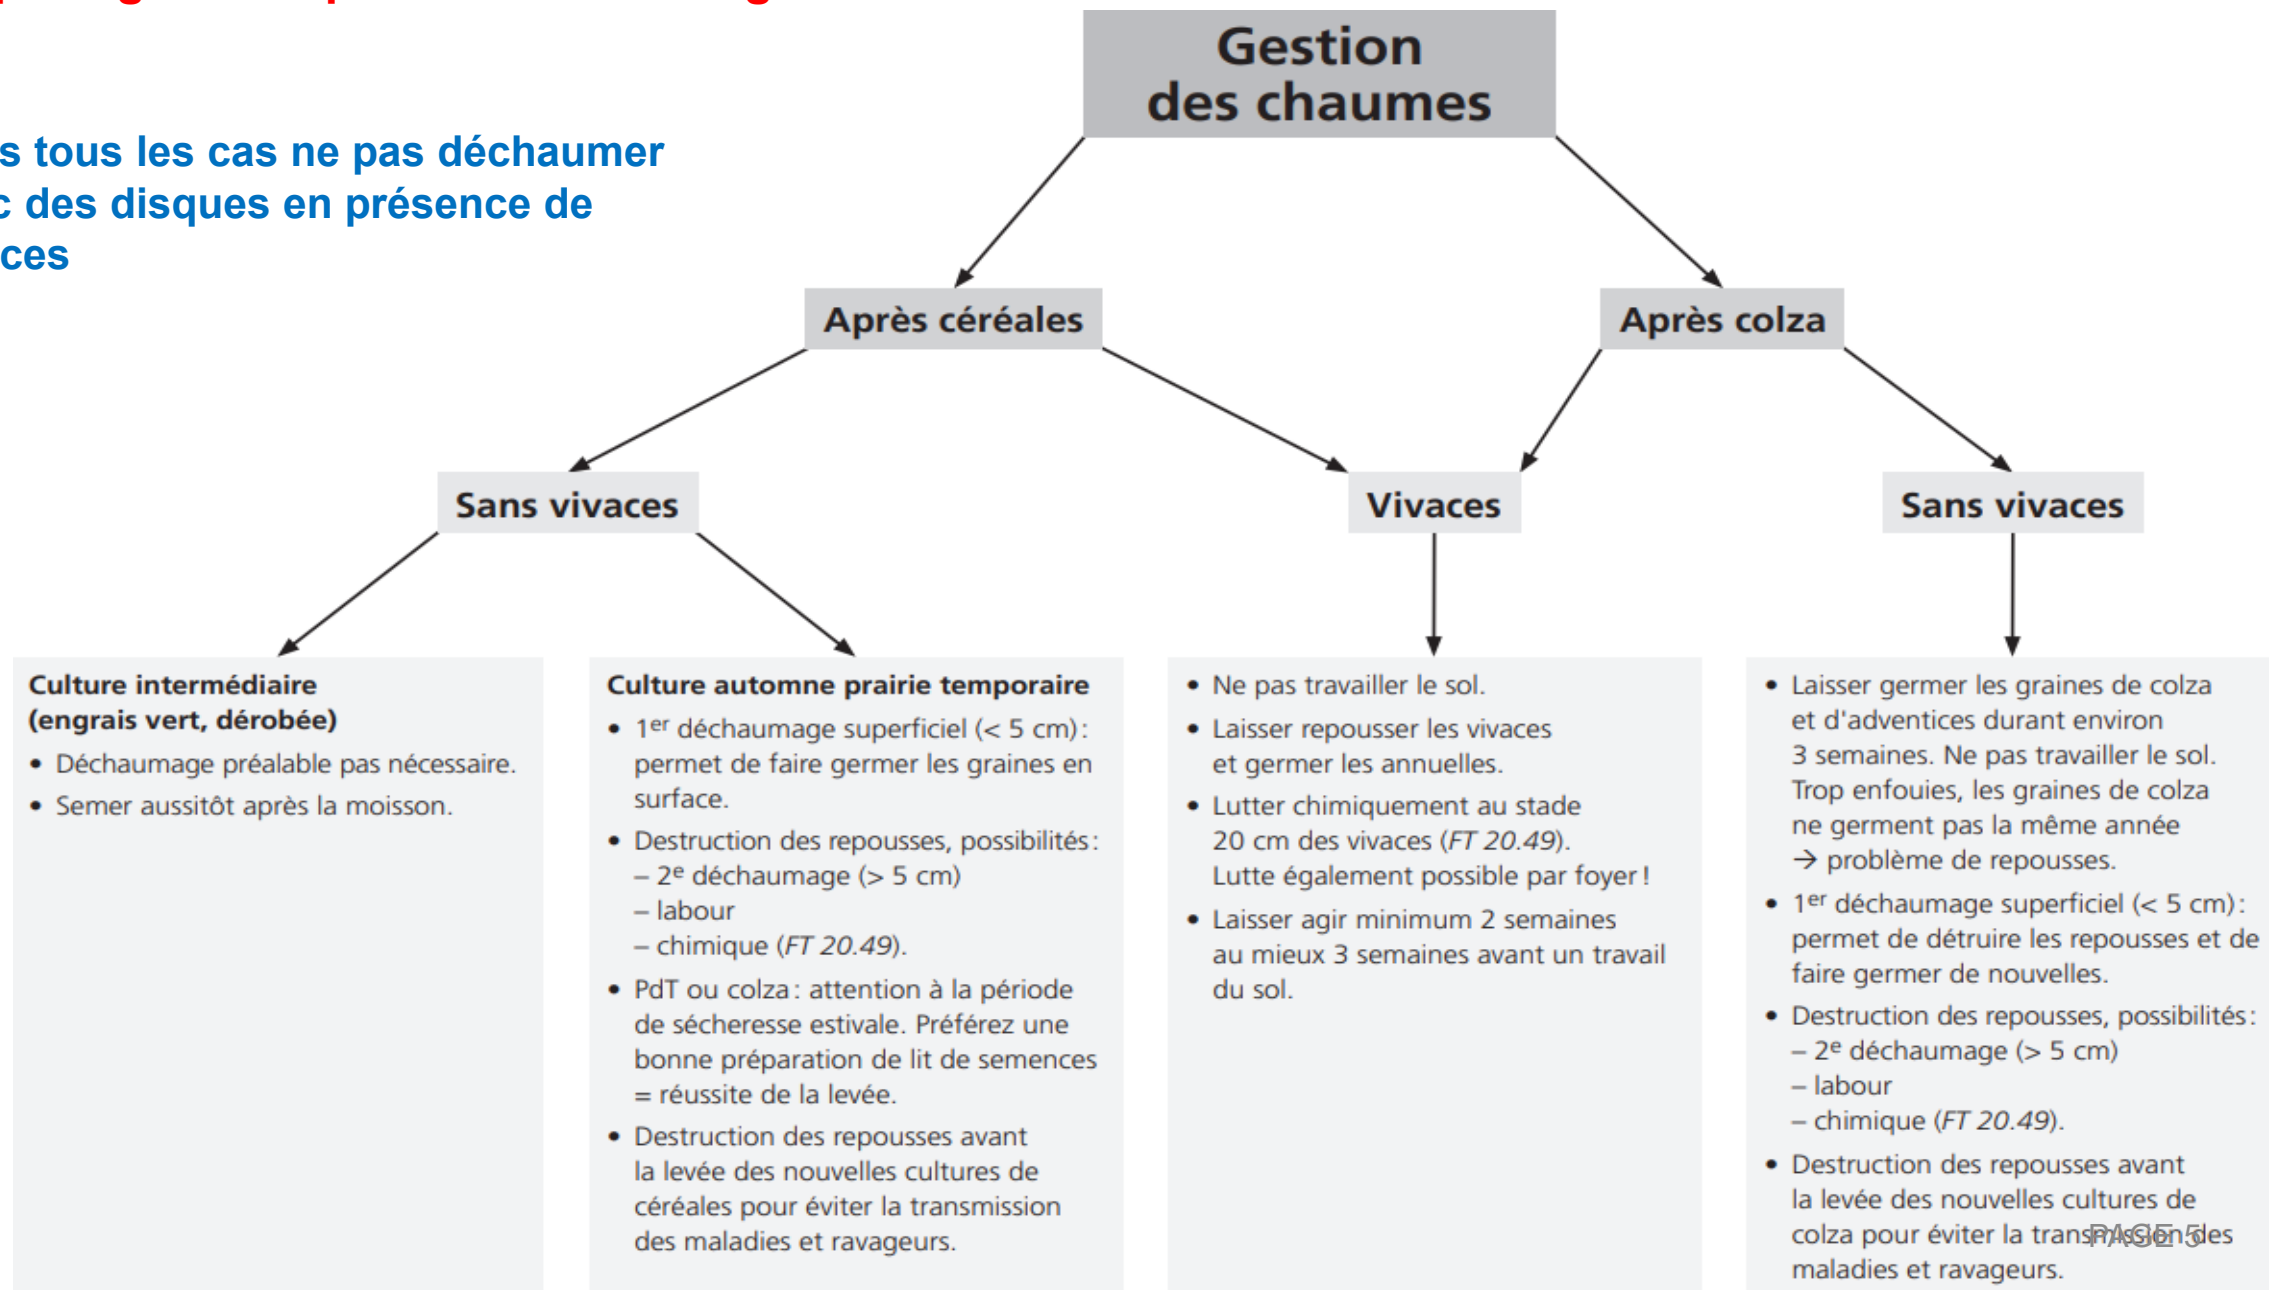 Gestion
des chaumes
s tous les cas ne pas déchaumer
c des disques en présence de
ces
Après céréales
Après colza
Sans vivaces
Vivaces
Sans vivaces
Culture intermédiaire
(engrais vert, dérobée)
• Déchaumage préalable pas nécessaire.
• Semer aussitôt après la moisson.
Culture automne prairie temporaire
• 1er déchaumage superficiel (< 5 cm) :
permet de faire germer les graines en
surface.
• Destruction des repousses, possibilités :
– 2e déchaumage (> 5 cm)
– labour
– chimique (FT 20.49).
• PdT ou colza : attention à la période
de sécheresse estivale. Préférez une
bonne préparation de lit de semences
= réussite de la levée.
• Destruction des repousses avant
la levée des nouvelles cultures de
céréales pour éviter la transmission
des maladies et ravageurs.
• Ne pas travailler le sol.
• Laisser repousser les vivaces
et germer les annuelles.
• Lutter chimiquement au stade
20 cm des vivaces (FT 20.49).
Lutte également possible par foyer !
• Laisser agir minimum 2 semaines
au mieux 3 semaines avant un travail
du sol.
• Laisser germer les graines de colza
et d'adventices durant environ
3 semaines. Ne pas travailler le sol.
Trop enfouies, les graines de colza
ne germent pas la même année
→ problème de repousses.
• 1er déchaumage superficiel (< 5 cm) :
permet de détruire les repousses et de
faire germer de nouvelles.
• Destruction des repousses, possibilités :
– 2e déchaumage (> 5 cm)
– labour
– chimique (FT 20.49).
• Destruction des repousses avant
la levée des nouvelles cultures de
colza pour éviter la transmission des
maladies et ravageurs.
PAGE 5